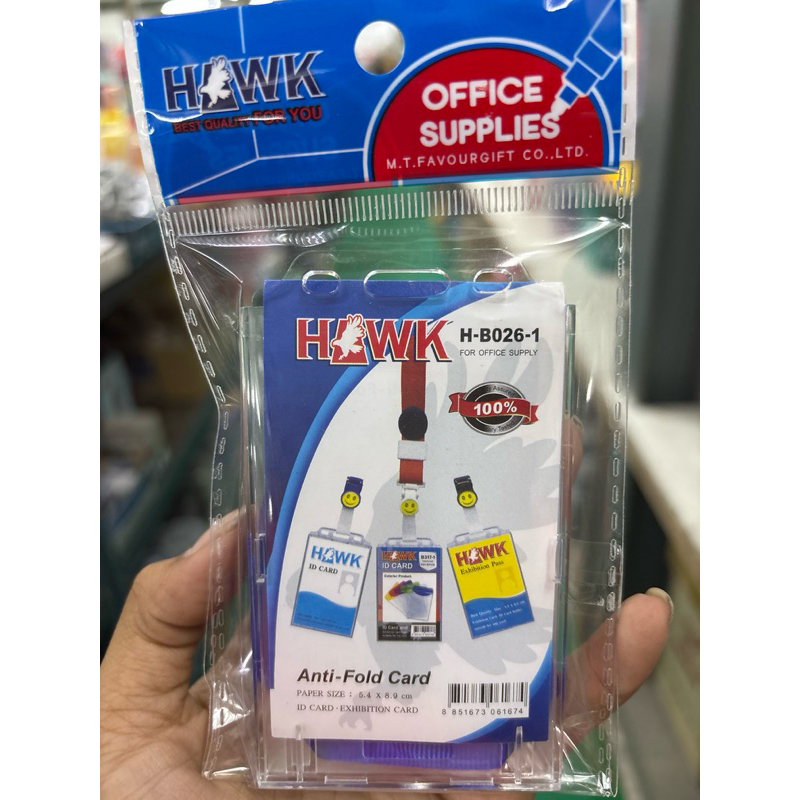 HAWK
BEST QUALITY FOR YOU
OFFICE
SUPPLIES
M.T.FAVOURGIFT CO.,LTD.
HAWK
H-B026-1
FOR OFFICE SUPPLY
100%
HAWK
ID CARD
HAWK
ID CARD
HAWK
Exhibition Pass
Anti-Fold Card
PAPER SIZE : 5.4 X 8.9 cm
ID CARD · EXHIBITION CARD
8 851673 061674